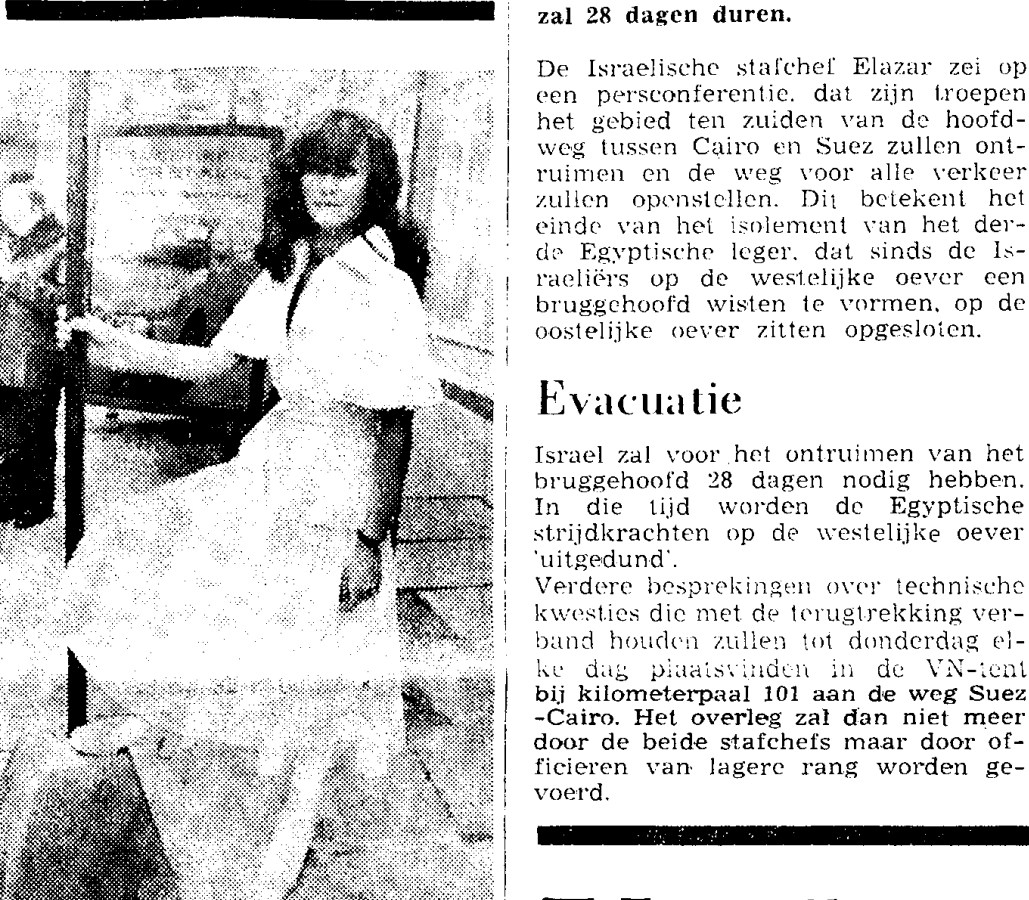 zal 28 dagen duren.
De Israelische stafchef Elazar zei op
een persconferentie. dat zijn troepen
het gebied ten zuiden van de hoofd-
weg tussen Cairo en Suez zullen ont-
ruimen en de weg voor alle verkeer
zullen openstellen. Dit betekent het
einde van het isolement van het der-
de Egyptische leger. dat sinds de Is-
raeliërs op de westelijke oever een
bruggehoofd wisten te vormen, op de
oostelijke oever zitten opgesloten.
Evacuatie
Israel zal voor het ontruimen van het
bruggehoofd 28 dagen nodig hebben.
In die tijd worden de Egyptische
strijdkrachten op de westelijke oever
'uitgedund'.
Verdere besprekingen over technische
kwesties die met de terugtrekking ver-
band houden zullen tot donderdag el-
ke dag plaatsvinden in de VN-tent
bij kilometerpaal 101 aan de weg Suez
-Cairo. Het overleg zal dan niet meer
door de beide stafchefs maar door of-
ficieren van lagere rang worden ge-
voerd.